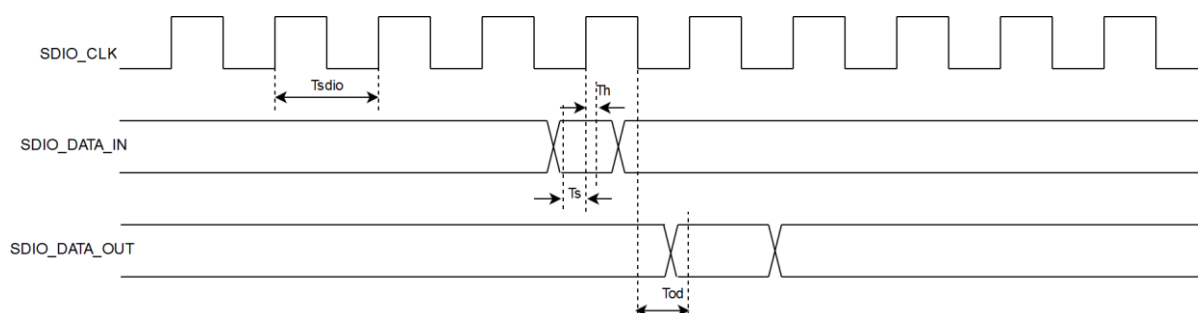 SDIO_CLK
Tsdio
Th
SDIO_DATA_IN
Ts
SDIO_DATA_OUT
Tod